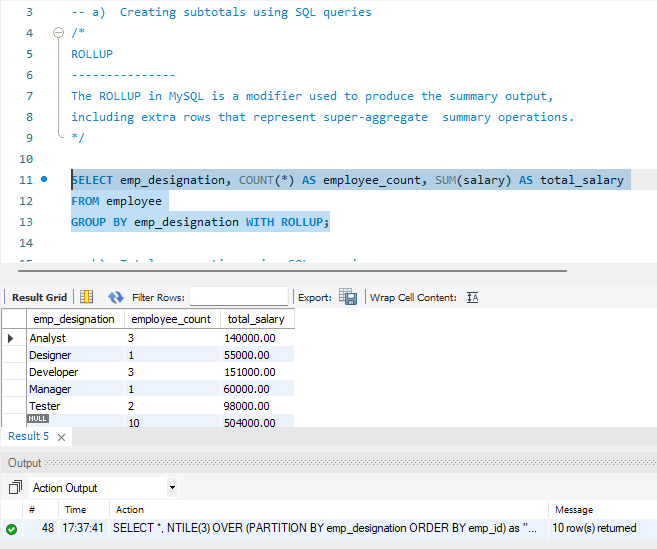 3 -- a)  Creating subtotals using SQL queries
4 /*
5 ROLLUP
6 ---------------
7 The ROLLUP in MySQL is a modifier used to produce the summary output,
8 including extra rows that represent super-aggregate  summary operations.
9 */
10
11 SELECT emp_designation, COUNT(*) AS employee_count, SUM(salary) AS total_salary
12 FROM employee
13 GROUP BY emp_designation WITH ROLLUP;
14
Result Grid Filter Rows: Export: Wrap Cell Content:
emp_designation employee_count total_salary
Analyst 3 140000.00
Designer 1 55000.00
Developer 3 151000.00
Manager 1 60000.00
Tester 2 98000.00
NULL 10 504000.00
Result 5
Output
Action Output
# Time Action Message
48 17:37:41 SELECT *, NTILE(3) OVER (PARTITION BY emp_designation ORDER BY emp_id) as "... 10 row(s) returned